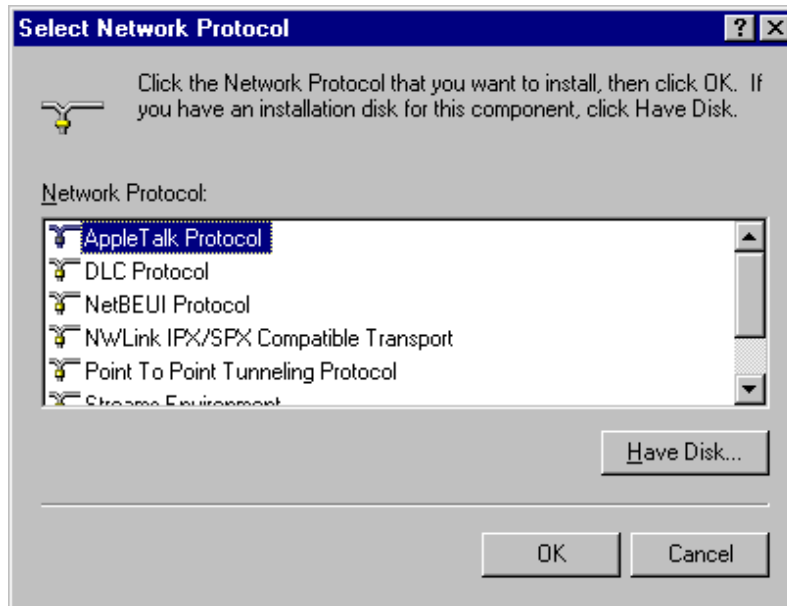 Select Network Protocol
Click the Network Protocol that you want to install, then click OK. If
you have an installation disk for this component, click Have Disk.
Network Protocol:
AppleTalk Protocol
DLC Protocol
NetBEUI Protocol
NWLink IPX/SPX Compatible Transport
Point To Point Tunneling Protocol
Streams Environment
Have Disk...
OK
Cancel